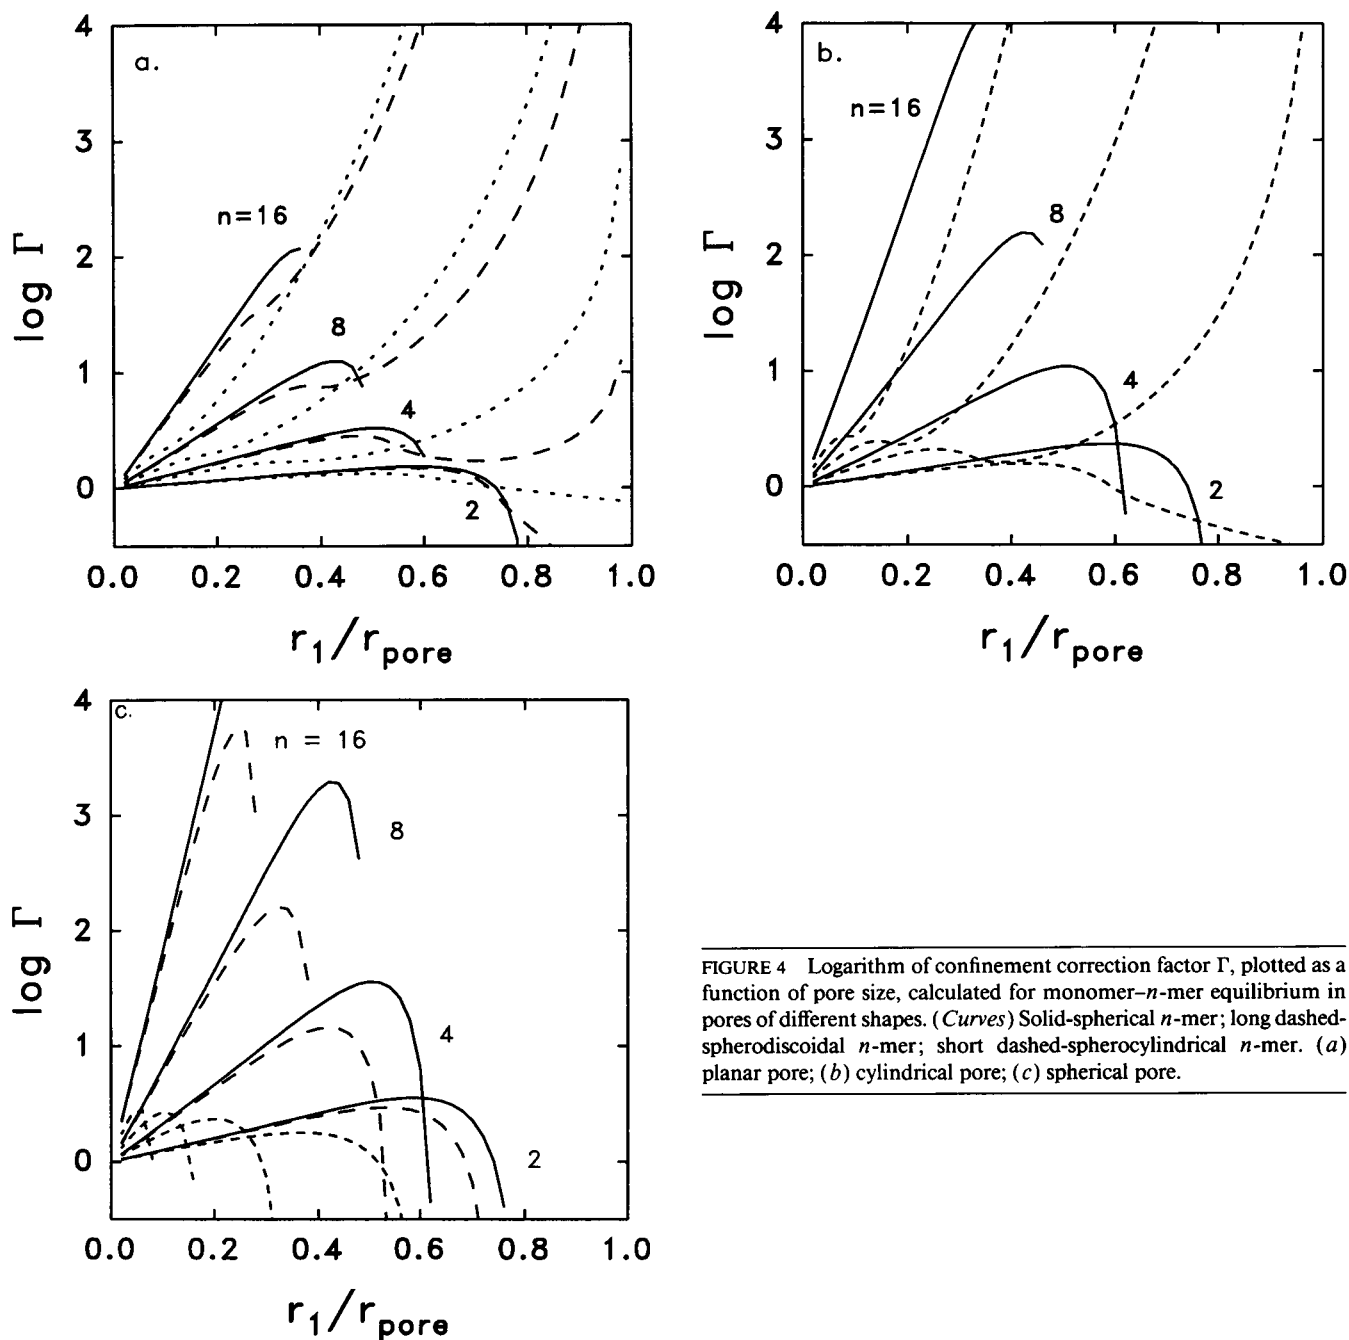 a.
4
3
2
1
0
log Γ
n=16
8
4
2
0.0 0.2 0.4 0.6 0.8 1.0
r₁/r_pore
b.
4
3
2
1
0
log Γ
n=16
8
4
2
0.0 0.2 0.4 0.6 0.8 1.0
r₁/r_pore
c.
4
3
2
1
0
log Γ
n = 16
8
4
2
0.0 0.2 0.4 0.6 0.8 1.0
r₁/r_pore
FIGURE 4 Logarithm of confinement correction factor Γ, plotted as a
function of pore size, calculated for monomer–n-mer equilibrium in
pores of different shapes. (Curves) Solid-spherical n-mer; long dashed-
spherodiscoidal n-mer; short dashed-spherocylindrical n-mer. (a)
planar pore; (b) cylindrical pore; (c) spherical pore.